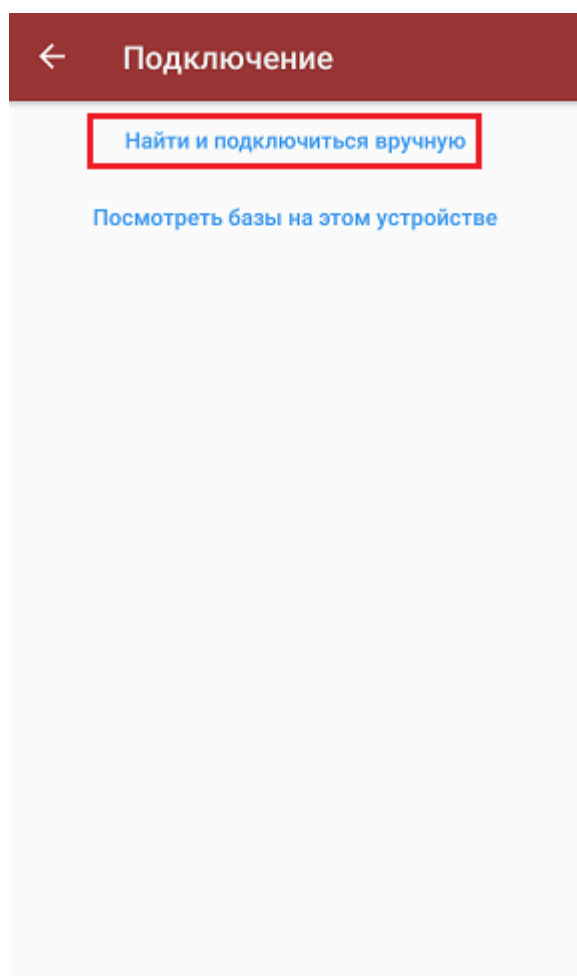 Подключение
Найти и подключиться вручную
Посмотреть базы на этом устройстве